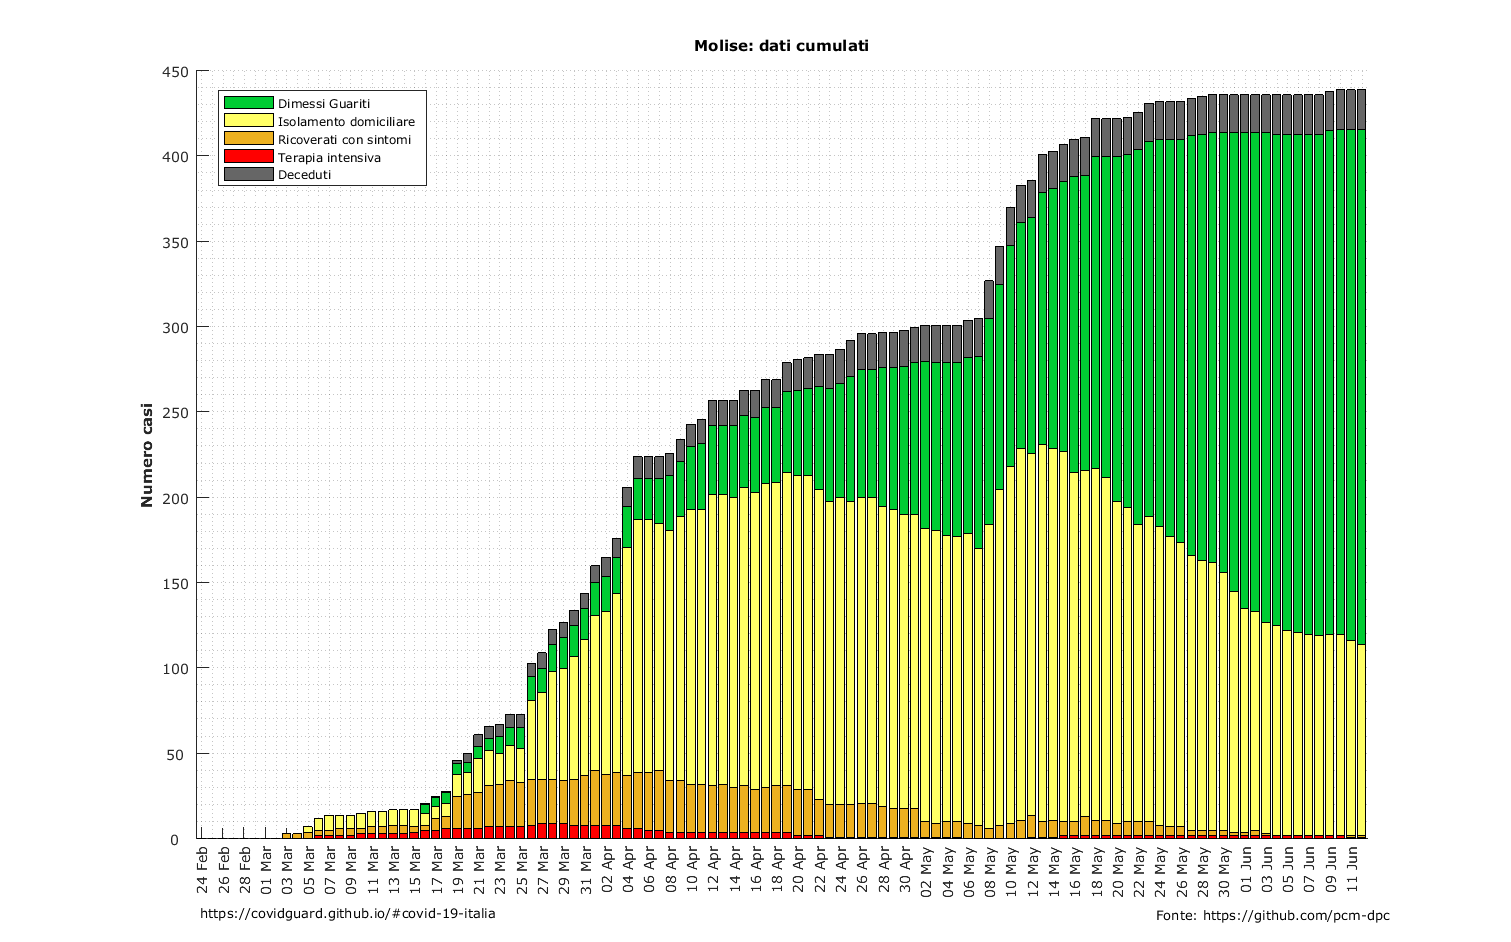 Molise: dati cumulati
Dimessi Guariti
Isolamento domiciliare
Ricoverati con sintomi
Terapia intensiva
Deceduti
Numero casi
450
400
350
300
250
200
150
100
50
0
24 Feb
26 Feb
28 Feb
01 Mar
03 Mar
05 Mar
07 Mar
09 Mar
11 Mar
13 Mar
15 Mar
17 Mar
19 Mar
21 Mar
23 Mar
25 Mar
27 Mar
29 Mar
31 Mar
02 Apr
04 Apr
06 Apr
08 Apr
10 Apr
12 Apr
14 Apr
16 Apr
18 Apr
20 Apr
22 Apr
24 Apr
26 Apr
28 Apr
30 Apr
02 May
04 May
06 May
08 May
10 May
12 May
14 May
16 May
18 May
20 May
22 May
24 May
26 May
28 May
30 May
01 Jun
03 Jun
05 Jun
07 Jun
09 Jun
11 Jun
https://covidguard.github.io/#covid-19-italia
Fonte: https://github.com/pcm-dpc